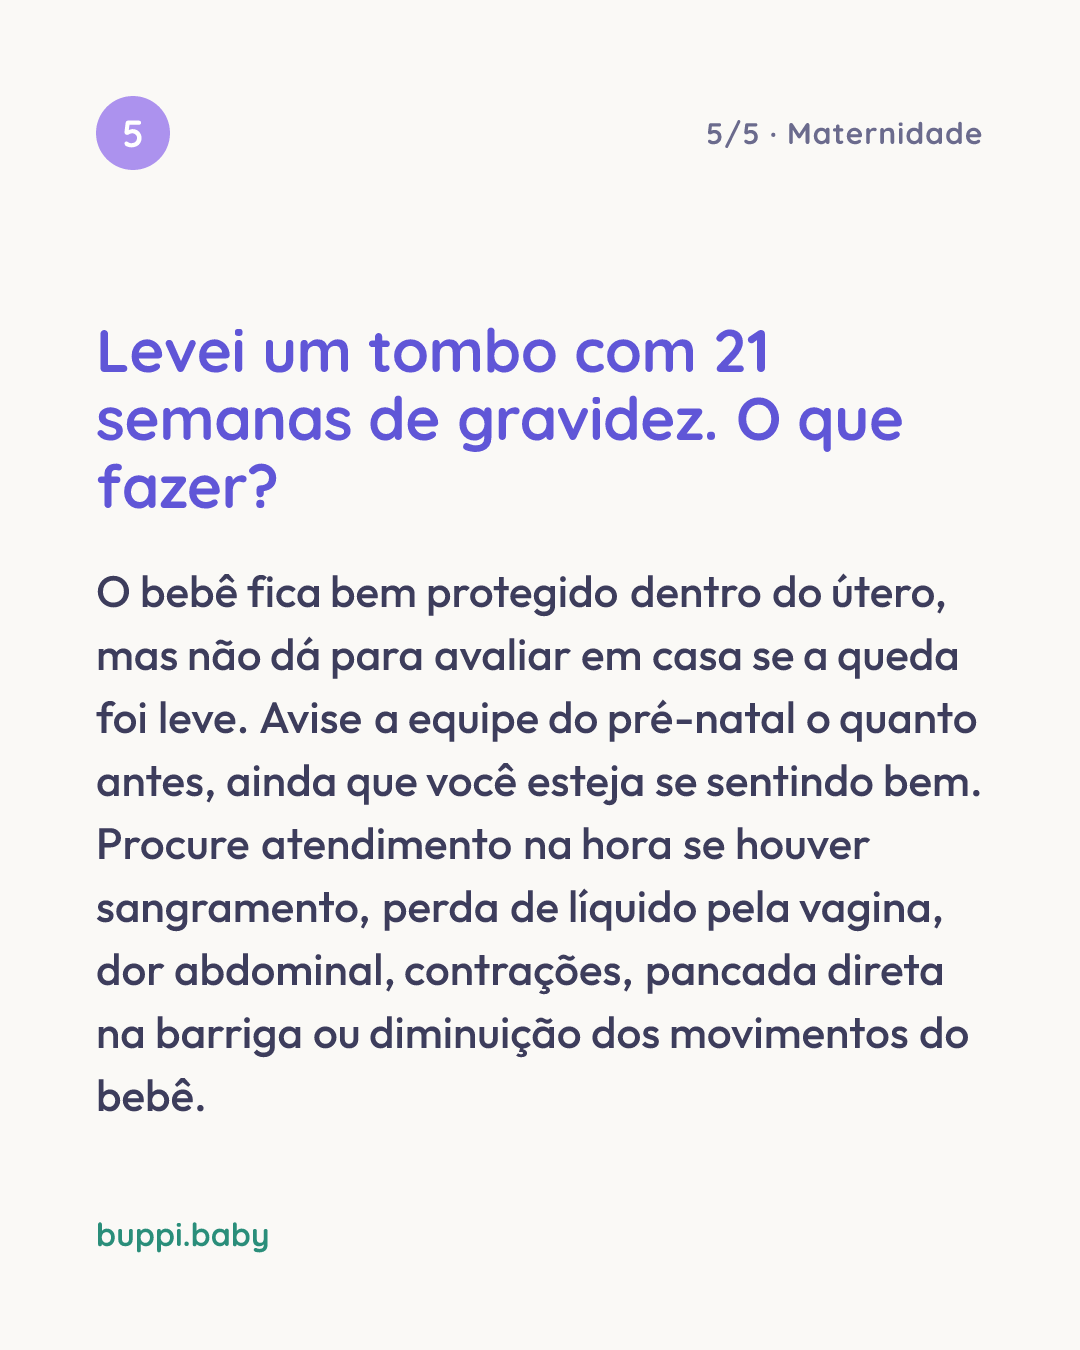 5
5/5 · Maternidade
Levei um tombo com 21
semanas de gravidez. O que
fazer?
O bebê fica bem protegido dentro do útero,
mas não dá para avaliar em casa se a queda
foi leve. Avise a equipe do pré-natal o quanto
antes, ainda que você esteja se sentindo bem.
Procure atendimento na hora se houver
sangramento, perda de líquido pela vagina,
dor abdominal, contrações, pancada direta
na barriga ou diminuição dos movimentos do
bebê.
buppi.baby